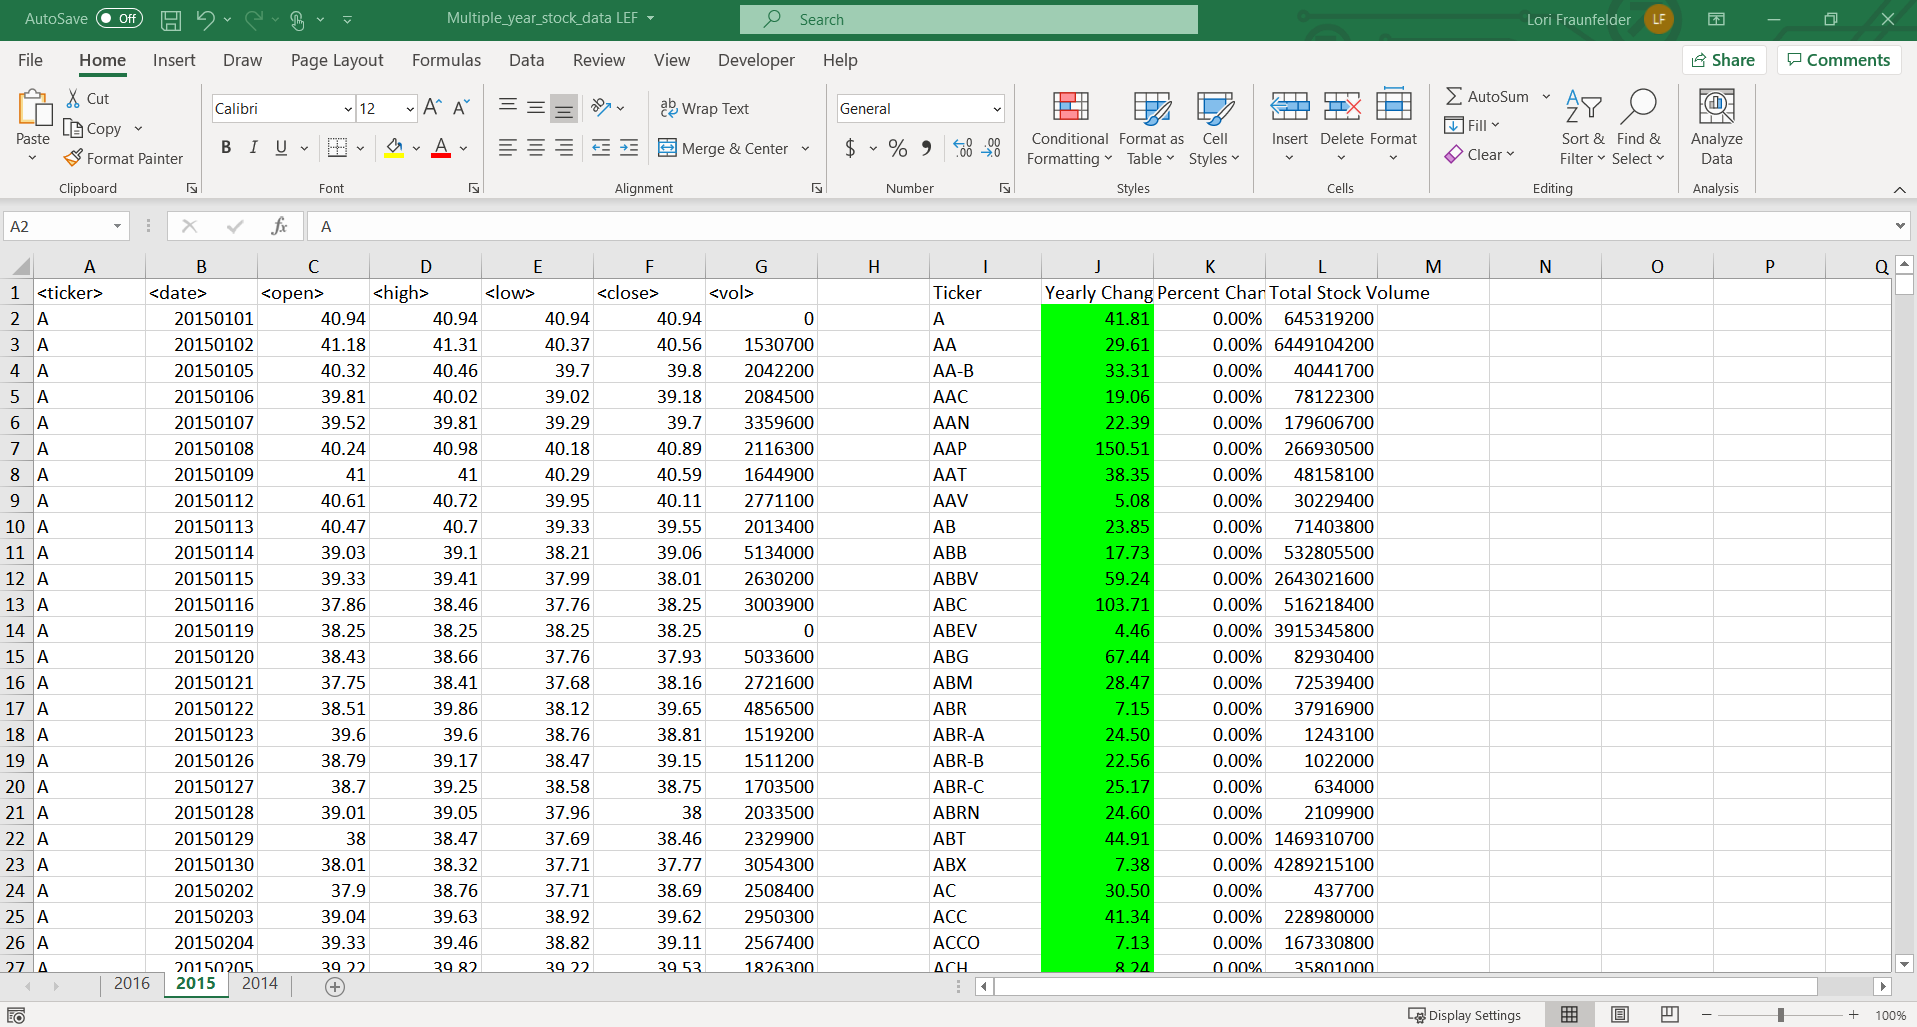 AutoSave Off Multiple_year_stock_data LEF Search Lori Fraunfelder LF
File Home Insert Draw Page Layout Formulas Data Review View Developer Help Share Comments
Paste Cut Copy Format Painter Clipboard
Calibri 12 A A B I U A Font
ab Wrap Text Merge & Center Alignment
General $ % , .00 .00 Number
Conditional Formatting Format as Table Cell Styles Styles
Insert Delete Format Cells
AutoSum Fill Clear Sort & Filter Find & Select Editing
Analyze Data Analysis
A2 fx A
A B C D E F G H I J K L M N O P Q
1 <ticker> <date> <open> <high> <low> <close> <vol> Ticker Yearly Chang Percent Chan Total Stock Volume
2 A 20150101 40.94 40.94 40.94 40.94 0 A 41.81 0.00% 645319200
3 A 20150102 41.18 41.31 40.37 40.56 1530700 AA 29.61 0.00% 6449104200
4 A 20150105 40.32 40.46 39.7 39.8 2042200 AA-B 33.31 0.00% 40441700
5 A 20150106 39.81 40.02 39.02 39.18 2084500 AAC 19.06 0.00% 78122300
6 A 20150107 39.52 39.81 39.29 39.7 3359600 AAN 22.39 0.00% 179606700
7 A 20150108 40.24 40.98 40.18 40.89 2116300 AAP 150.51 0.00% 266930500
8 A 20150109 41 41 40.29 40.59 1644900 AAT 38.35 0.00% 48158100
9 A 20150112 40.61 40.72 39.95 40.11 2771100 AAV 5.08 0.00% 30229400
10 A 20150113 40.47 40.7 39.33 39.55 2013400 AB 23.85 0.00% 71403800
11 A 20150114 39.03 39.1 38.21 39.06 5134000 ABB 17.73 0.00% 532805500
12 A 20150115 39.33 39.41 37.99 38.01 2630200 ABBV 59.24 0.00% 2643021600
13 A 20150116 37.86 38.46 37.76 38.25 3003900 ABC 103.71 0.00% 516218400
14 A 20150119 38.25 38.25 38.25 38.25 0 ABEV 4.46 0.00% 3915345800
15 A 20150120 38.43 38.66 37.76 37.93 5033600 ABG 67.44 0.00% 82930400
16 A 20150121 37.75 38.41 37.68 38.16 2721600 ABM 28.47 0.00% 72539400
17 A 20150122 38.51 39.86 38.12 39.65 4856500 ABR 7.15 0.00% 37916900
18 A 20150123 39.6 39.6 38.76 38.81 1519200 ABR-A 24.50 0.00% 1243100
19 A 20150126 38.79 39.17 38.47 39.15 1511200 ABR-B 22.56 0.00% 1022000
20 A 20150127 38.7 39.25 38.58 38.75 1703500 ABR-C 25.17 0.00% 634000
21 A 20150128 39.01 39.05 37.96 38 2033500 ABRN 24.60 0.00% 2109900
22 A 20150129 38 38.47 37.69 38.46 2329900 ABT 44.91 0.00% 1469310700
23 A 20150130 38.01 38.32 37.71 37.77 3054300 ABX 7.38 0.00% 4289215100
24 A 20150202 37.9 38.76 37.71 38.69 2508400 AC 30.50 0.00% 437700
25 A 20150203 39.04 39.63 38.92 39.62 2950300 ACC 41.34 0.00% 228980000
26 A 20150204 39.33 39.46 38.82 39.11 2567400 ACCO 7.13 0.00% 167330800
27 A 20150205 39.22 39.82 39.22 39.53 1826300 ACH 8.24 0.00% 35801000
2016 2015 2014
Display Settings 100%